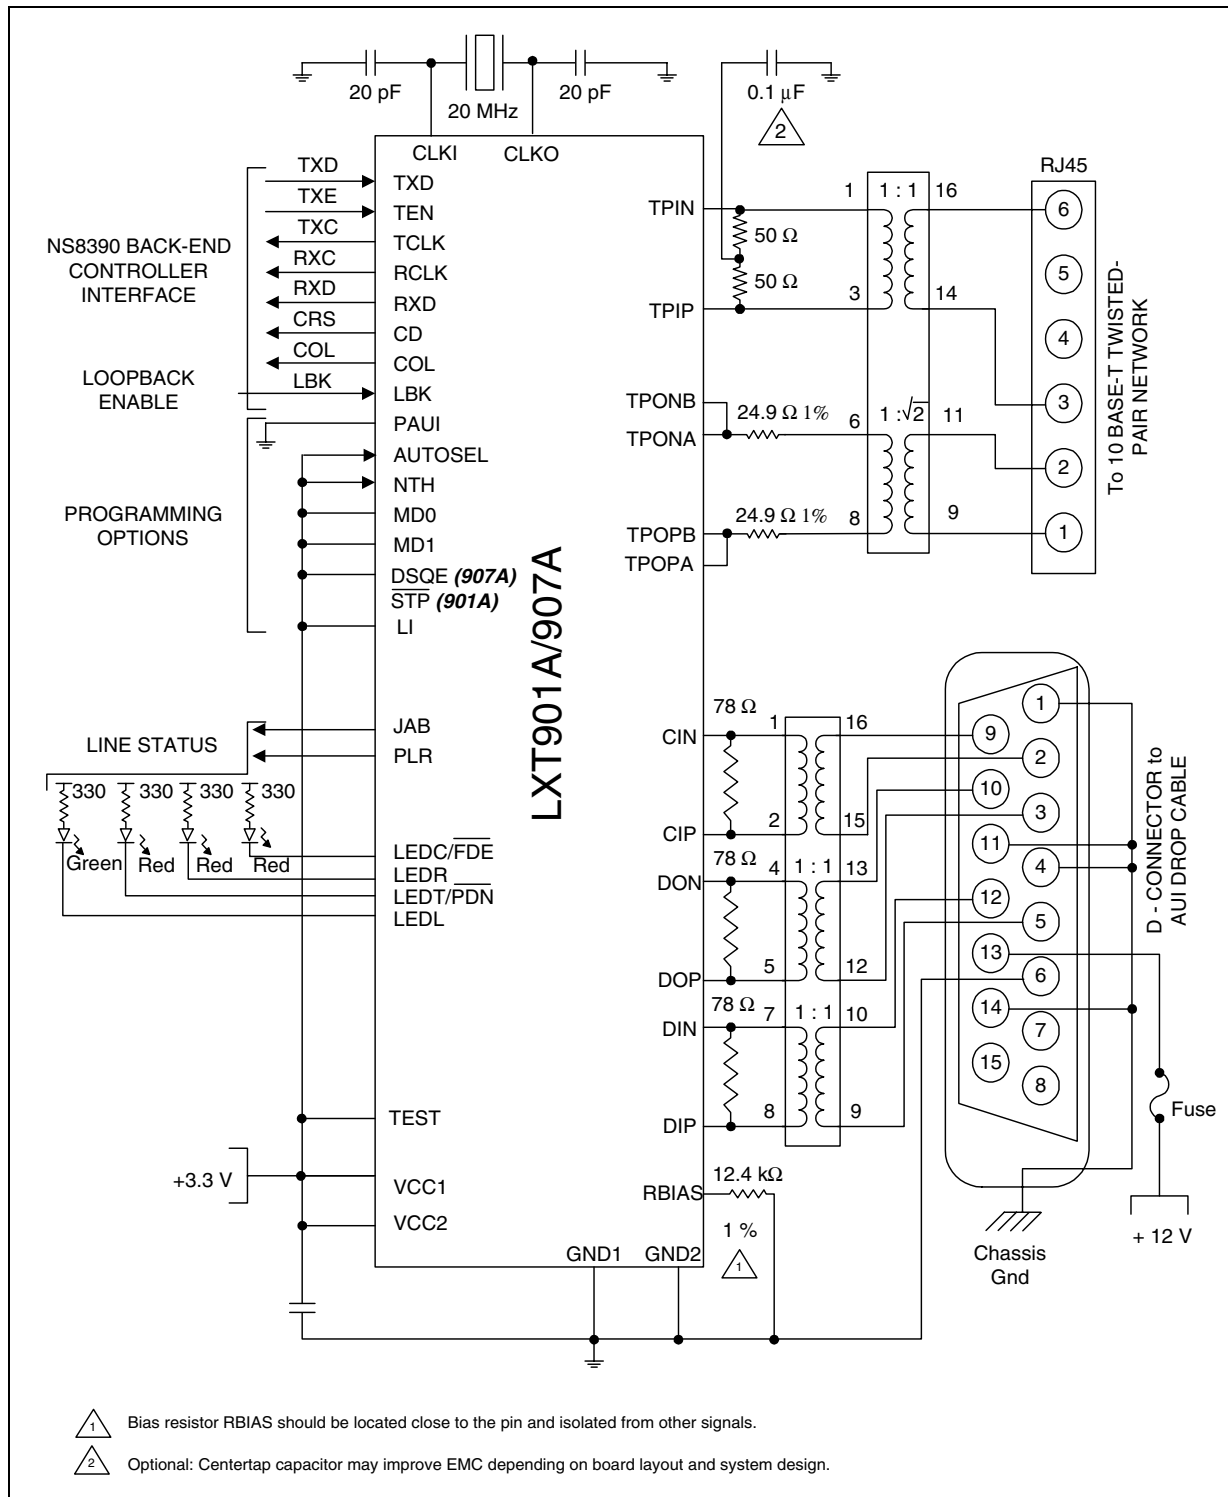 20 pF
20 MHz
20 pF
0.1 μF
2
CLKI
CLKO
RJ45
NS8390 BACK-END
CONTROLLER
INTERFACE
TXD
TXE
TXC
RXC
RXD
CRS
COL
LBK
LOOPBACK
ENABLE
TXD
TEN
TCLK
RCLK
RXD
CD
COL
LBK
PAUI
AUTOSEL
NTH
MD0
MD1
DSQE (907A)
STP (901A)
LI
PROGRAMMING
OPTIONS
LXT901A/907A
TPIN
TPIP
50 Ω
50 Ω
1
1 : 1
16
3
14
TPONB
TPONA
24.9 Ω 1%
6
1 :√2
11
TPOPB
TPOPA
24.9 Ω 1%
8
9
6
5
4
3
2
1
To 10 BASE-T TWISTED-
PAIR NETWORK
LINE STATUS
JAB
PLR
330
330
330
330
Green
Red
Red
Red
LEDC/FDE
LEDR
LEDT/PDN
LEDL
CIN
CIP
DON
DOP
DIN
DIP
78 Ω
78 Ω
78 Ω
1
16
2
15
4
1 : 1
13
5
12
7
1 : 1
10
8
9
1
9
2
10
3
11
4
12
5
13
6
14
7
15
8
D - CONNECTOR to
AUI DROP CABLE
Fuse
+ 12 V
Chassis
Gnd
TEST
+3.3 V
VCC1
VCC2
RBIAS
12.4 kΩ
1 %
1
GND1
GND2
1 Bias resistor RBIAS should be located close to the pin and isolated from other signals.
2 Optional: Centertap capacitor may improve EMC depending on board layout and system design.